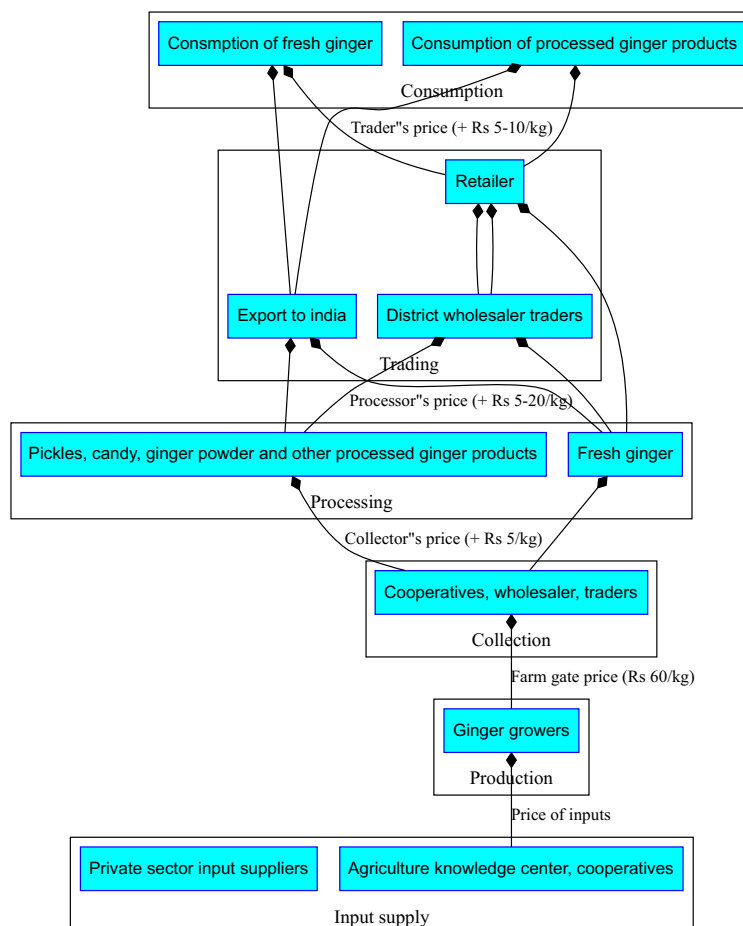 Consmption of fresh ginger
Consumption of processed ginger products
Consumption
Trader"s price (+ Rs 5-10/kg)
Retailer
Export to india
District wholesaler traders
Trading
Processor"s price (+ Rs 5-20/kg)
Pickles, candy, ginger powder and other processed ginger products
Fresh ginger
Processing
Collector"s price (+ Rs 5/kg)
Cooperatives, wholesaler, traders
Collection
Farm gate price (Rs 60/kg)
Ginger growers
Production
Price of inputs
Private sector input suppliers
Agriculture knowledge center, cooperatives
Input supply